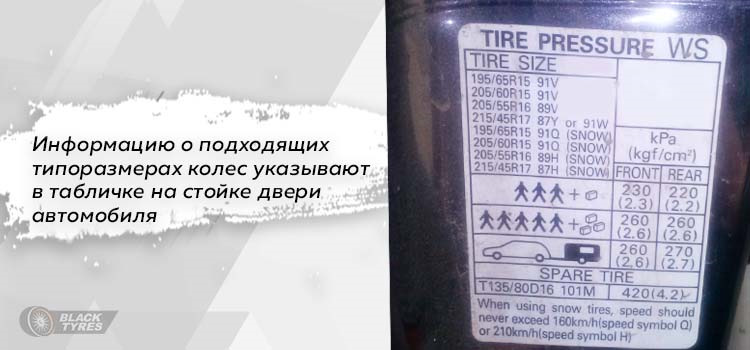 Информацию о подходящих
типоразмерах колес указывают
в табличке на стойке двери
автомобиля
BLACK
TYRES
TIRE PRESSURE WS
TIRE SIZE
195/65R15 91V
205/60R15 91V
205/55R16 89V
215/45R17 87Y or 91W
195/65R15 91Q (SNOW)
205/60R15 91Q (SNOW)
205/55R16 89H (SNOW)
215/45R17 87H (SNOW)
kPa
(kgf/cm²)
FRONT REAR
+ 230 220
(2.3) (2.2)
+ 260 260
(2.6) (2.6)
260 270
(2.6) (2.7)
SPARE TIRE
T135/80D16 101M 420(4.2)
When using snow tires, speed should
never exceed 160km/h(speed symbol Q)
or 210km/h(speed symbol H)